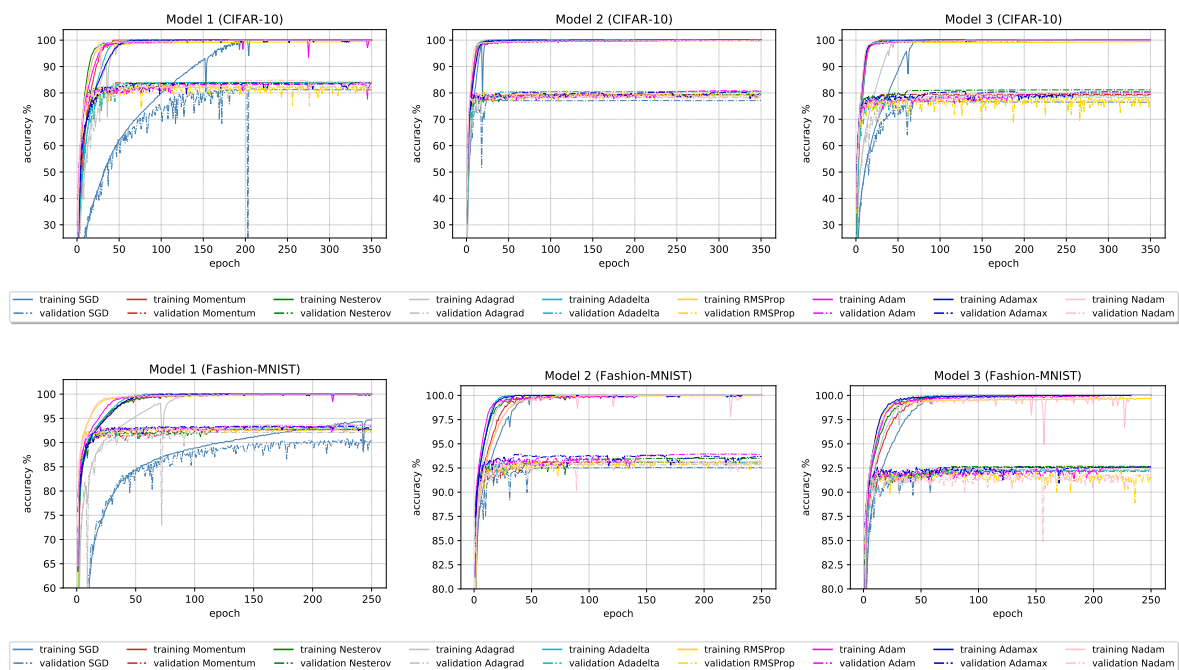 Model 1 (CIFAR-10)
100
90
80
70
60
50
40
30
accuracy %
0 50 100 150 200 250 300 350
epoch
Model 2 (CIFAR-10)
100
90
80
70
60
50
40
30
accuracy %
0 50 100 150 200 250 300 350
epoch
Model 3 (CIFAR-10)
100
90
80
70
60
50
40
30
accuracy %
0 50 100 150 200 250 300 350
epoch
training SGD training Momentum training Nesterov training Adagrad training Adadelta training RMSProp training Adam training Adamax training Nadam
validation SGD validation Momentum validation Nesterov validation Adagrad validation Adadelta validation RMSProp validation Adam validation Adamax validation Nadam
Model 1 (Fashion-MNIST)
100
95
90
85
80
75
70
65
60
accuracy %
0 50 100 150 200 250
epoch
Model 2 (Fashion-MNIST)
100.0
97.5
95.0
92.5
90.0
87.5
85.0
82.5
80.0
accuracy %
0 50 100 150 200 250
epoch
Model 3 (Fashion-MNIST)
100.0
97.5
95.0
92.5
90.0
87.5
85.0
82.5
80.0
accuracy %
0 50 100 150 200 250
epoch
training SGD training Momentum training Nesterov training Adagrad training Adadelta training RMSProp training Adam training Adamax training Nadam
validation SGD validation Momentum validation Nesterov validation Adagrad validation Adadelta validation RMSProp validation Adam validation Adamax validation Nadam